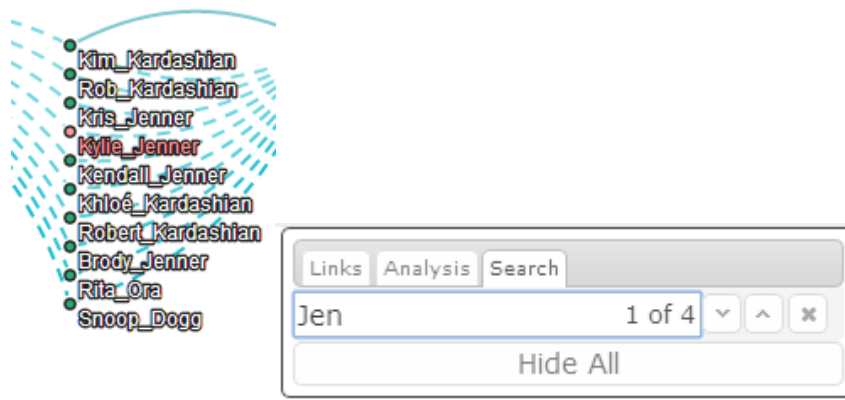 Kim_Kardashian
Rob_Kardashian
Kris_Jenner
Kylie_Jenner
Kendall_Jenner
Khloé_Kardashian
Robert_Kardashian
Brody_Jenner
Rita_Ora
Snoop_Dogg
Links Analysis Search
Jen 1 of 4
Hide All